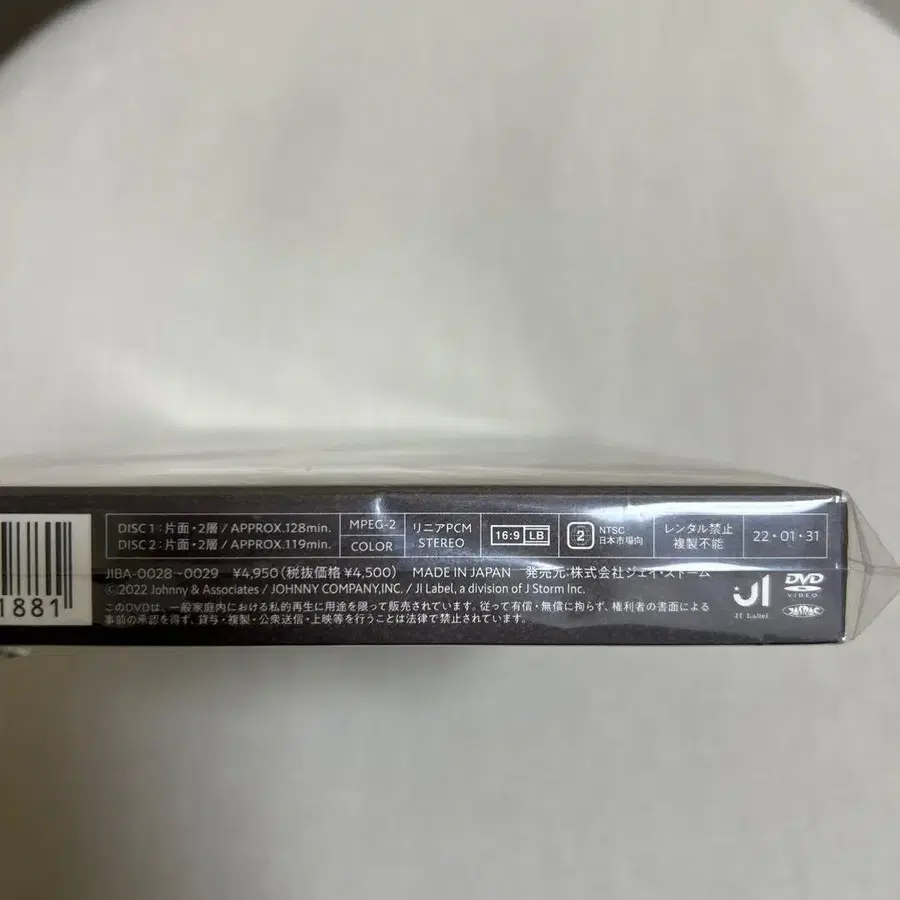 DISC 1：片面・2層 / APPROX.128min.
DISC 2：片面・2層 / APPROX.119min.
MPEG-2
COLOR
リニアPCM
STEREO
16:9 LB
2
NTSC
日本市場向
レンタル禁止
複製不能
22・01・31
JIBA-0028～0029 ¥4,950(税抜価格 ¥4,500) MADE IN JAPAN 発売元:株式会社ジェイ・ストーム
Ⓒ2022 Johnny & Associates / JOHNNY COMPANY,INC. / JI Label, a division of J Storm Inc.
このDVDは、一般家庭内における私的再生に用途を限って販売されています。従って有償・無償に拘らず、権利者の書面による
事前の承認を得ず、貸与・複製・公衆送信・上映等を行うことは法律で禁止されています。
1881
JI
JI Label
DVD
VIDEO
JASRAC